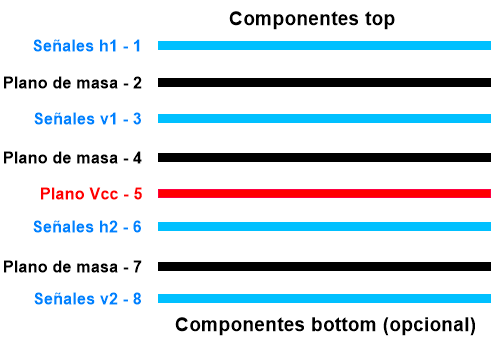 Componentes top
Señales h1 - 1
Plano de masa - 2
Señales v1 - 3
Plano de masa - 4
Plano Vcc - 5
Señales h2 - 6
Plano de masa - 7
Señales v2 - 8
Componentes bottom (opcional)